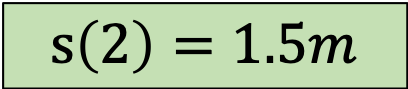 s(2) = 1.5m